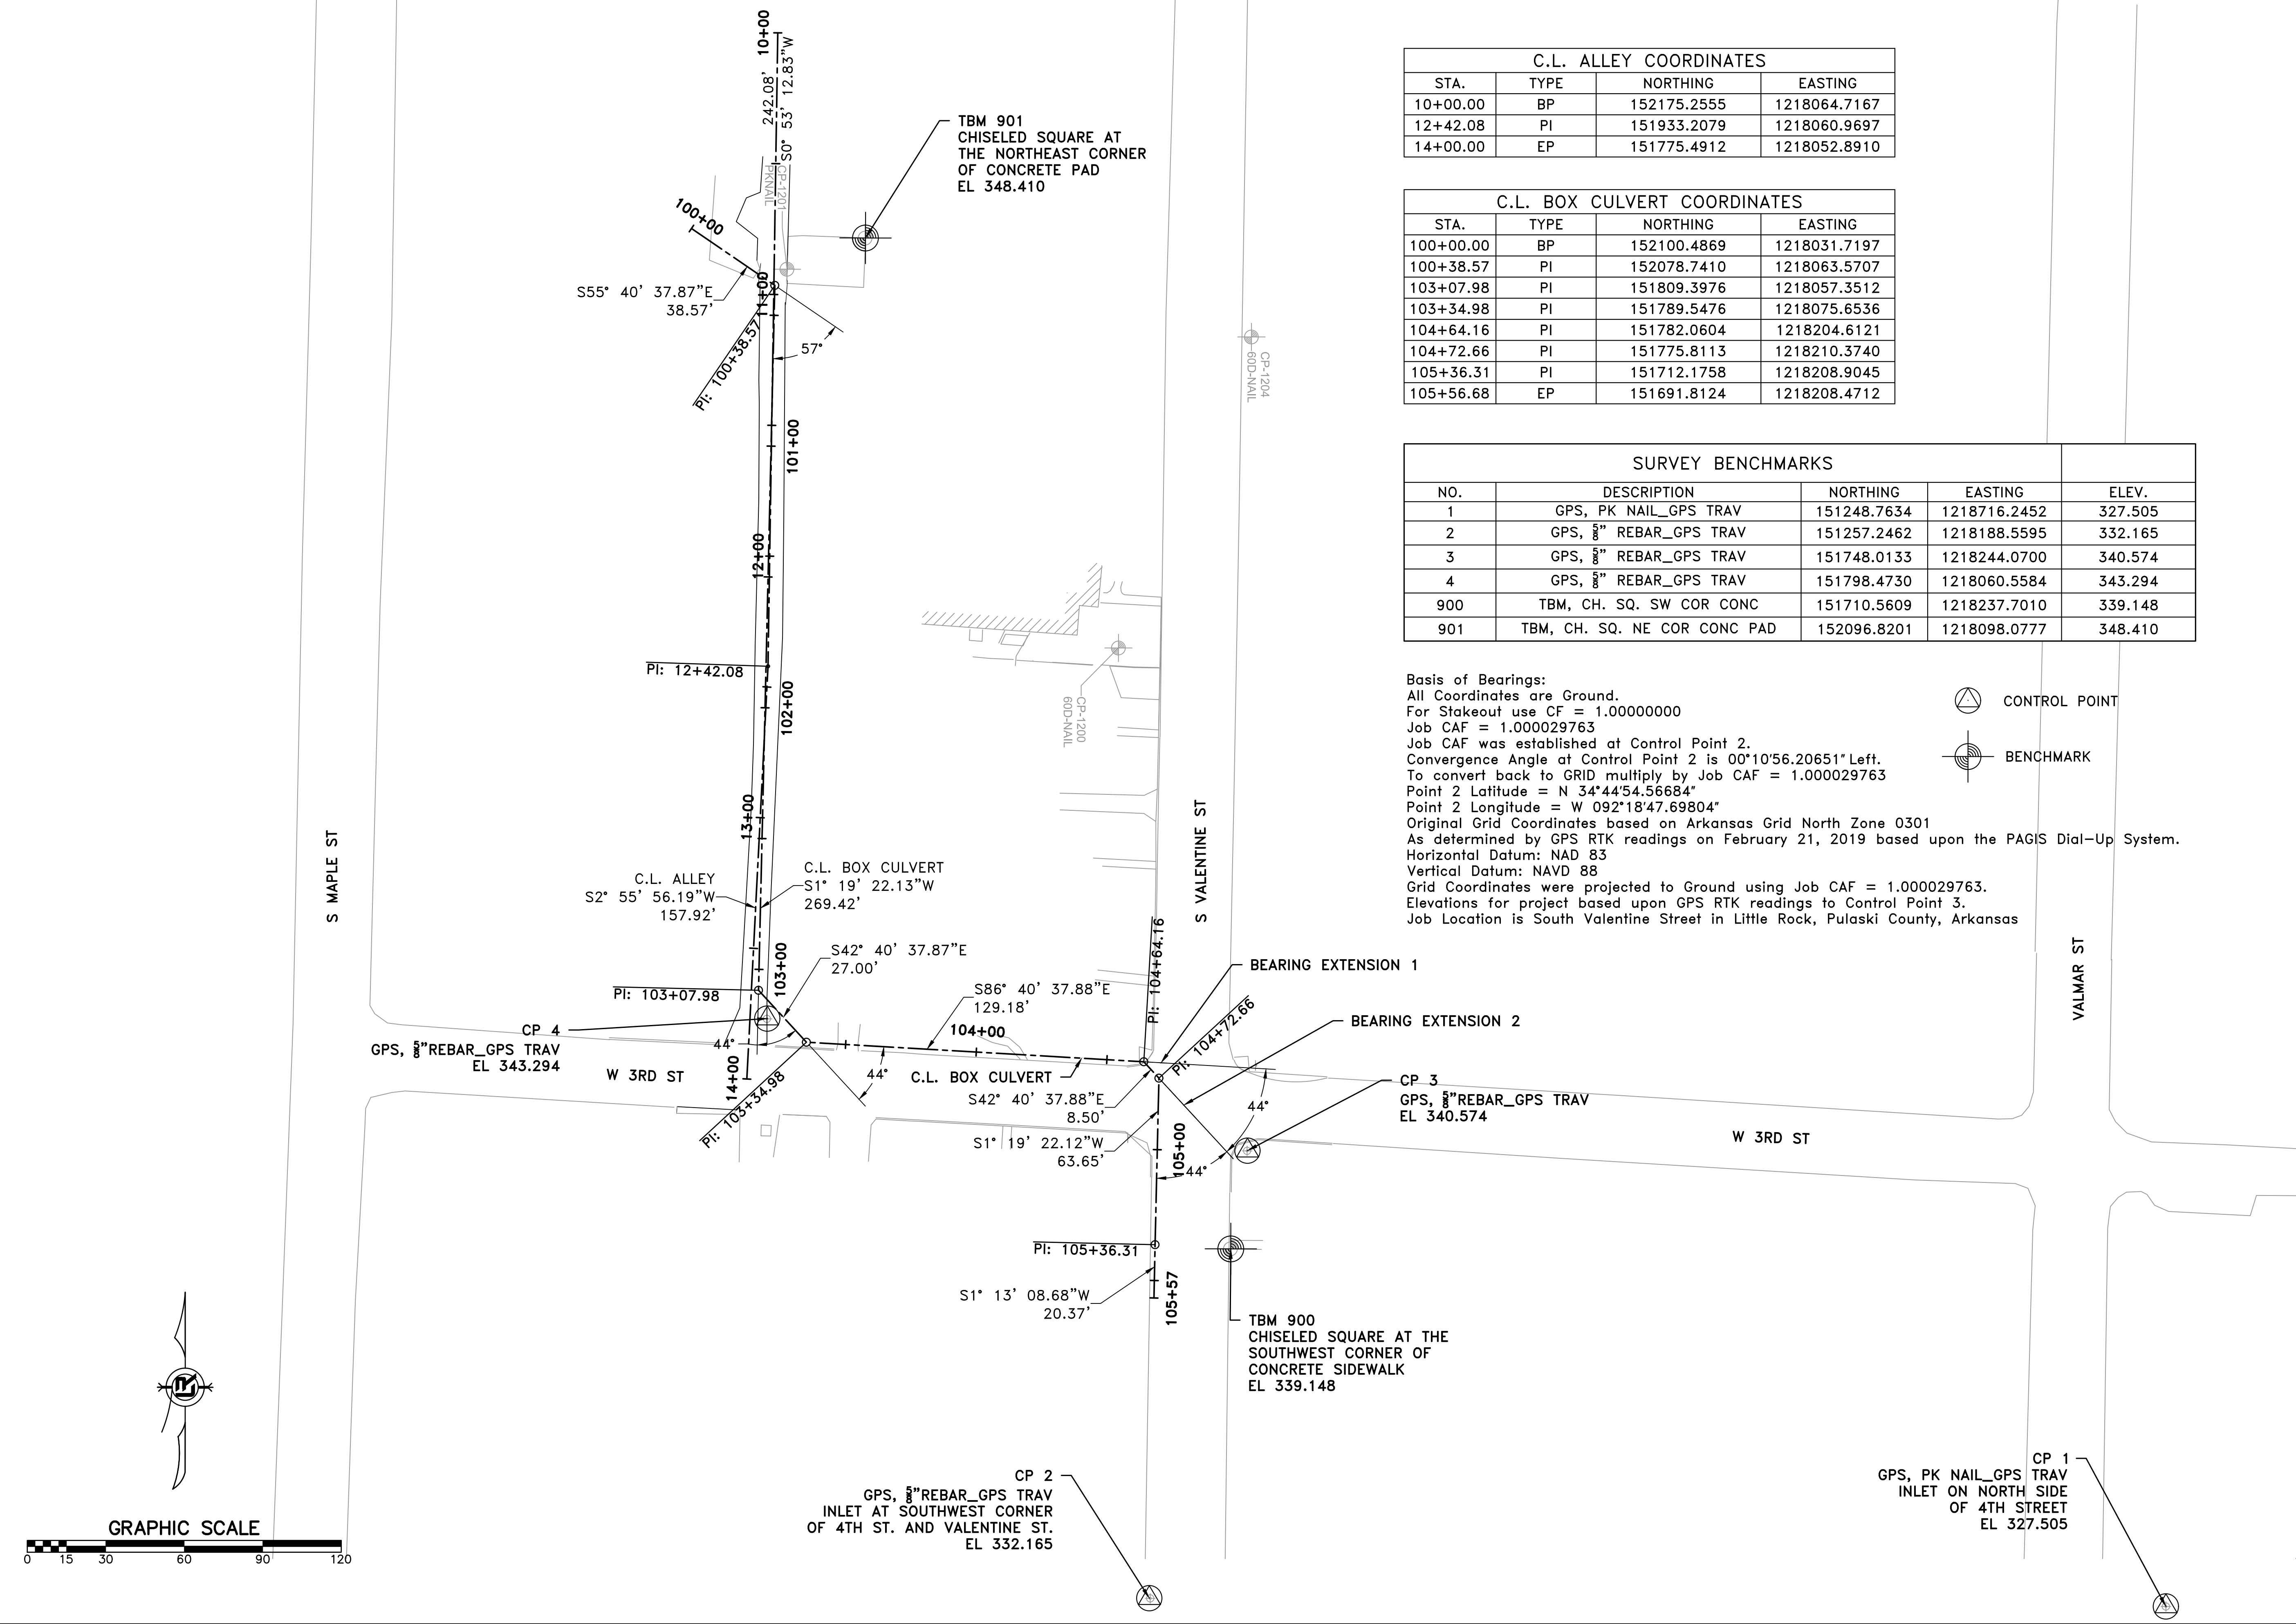 10+00
242.08'
S0° 53' 12.83"W
CP-1201
PKNAIL
TBM 901
CHISELED SQUARE AT
THE NORTHEAST CORNER
OF CONCRETE PAD
EL 348.410
100+00
S55° 40' 37.87"E
38.57'
11+00
PI: 100+38.57
57°
101+00
12+00
PI: 12+42.08
102+00
13+00
S MAPLE ST
C.L. ALLEY
S2° 55' 56.19"W
157.92'
C.L. BOX CULVERT
S1° 19' 22.13"W
269.42'
103+00
S42° 40' 37.87"E
27.00'
PI: 103+07.98
CP 4
GPS, 5/8"REBAR_GPS TRAV
EL 343.294
44°
14+00
W 3RD ST
PI: 103+34.98
S86° 40' 37.88"E
129.18'
104+00
44°
C.L. BOX CULVERT
CP-1204
60D-NAIL
CP-1200
60D-NAIL
S VALENTINE ST
PI: 104+64.16
BEARING EXTENSION 1
PI: 104+72.66
BEARING EXTENSION 2
S42° 40' 37.88"E
8.50'
S1° 19' 22.12"W
63.65'
105+00
44°
44°
CP 3
GPS, 5/8"REBAR_GPS TRAV
EL 340.574
W 3RD ST
VALMAR ST
PI: 105+36.31
S1° 13' 08.68"W
20.37'
105+57
TBM 900
CHISELED SQUARE AT THE
SOUTHWEST CORNER OF
CONCRETE SIDEWALK
EL 339.148
C.L. ALLEY COORDINATES
STA. TYPE NORTHING EASTING
10+00.00 BP 152175.2555 1218064.7167
12+42.08 PI 151933.2079 1218060.9697
14+00.00 EP 151775.4912 1218052.8910
C.L. BOX CULVERT COORDINATES
STA. TYPE NORTHING EASTING
100+00.00 BP 152100.4869 1218031.7197
100+38.57 PI 152078.7410 1218063.5707
103+07.98 PI 151809.3976 1218057.3512
103+34.98 PI 151789.5476 1218075.6536
104+64.16 PI 151782.0604 1218204.6121
104+72.66 PI 151775.8113 1218210.3740
105+36.31 PI 151712.1758 1218208.9045
105+56.68 EP 151691.8124 1218208.4712
SURVEY BENCHMARKS
NO. DESCRIPTION NORTHING EASTING ELEV.
1 GPS, PK NAIL_GPS TRAV 151248.7634 1218716.2452 327.505
2 GPS, 5/8" REBAR_GPS TRAV 151257.2462 1218188.5595 332.165
3 GPS, 5/8" REBAR_GPS TRAV 151748.0133 1218244.0700 340.574
4 GPS, 5/8" REBAR_GPS TRAV 151798.4730 1218060.5584 343.294
900 TBM, CH. SQ. SW COR CONC 151710.5609 1218237.7010 339.148
901 TBM, CH. SQ. NE COR CONC PAD 152096.8201 1218098.0777 348.410
Basis of Bearings:
All Coordinates are Ground.
For Stakeout use CF = 1.00000000
Job CAF = 1.000029763
Job CAF was established at Control Point 2.
Convergence Angle at Control Point 2 is 00°10'56.20651" Left.
To convert back to GRID multiply by Job CAF = 1.000029763
Point 2 Latitude = N 34°44'54.56684"
Point 2 Longitude = W 092°18'47.69804"
Original Grid Coordinates based on Arkansas Grid North Zone 0301
As determined by GPS RTK readings on February 21, 2019 based upon the PAGIS Dial-Up System.
Horizontal Datum: NAD 83
Vertical Datum: NAVD 88
Grid Coordinates were projected to Ground using Job CAF = 1.000029763.
Elevations for project based upon GPS RTK readings to Control Point 3.
Job Location is South Valentine Street in Little Rock, Pulaski County, Arkansas
CONTROL POINT
BENCHMARK
CP 2
GPS, 5/8"REBAR_GPS TRAV
INLET AT SOUTHWEST CORNER
OF 4TH ST. AND VALENTINE ST.
EL 332.165
CP 1
GPS, PK NAIL_GPS TRAV
INLET ON NORTH SIDE
OF 4TH STREET
EL 327.505
GRAPHIC SCALE
0 15 30 60 90 120